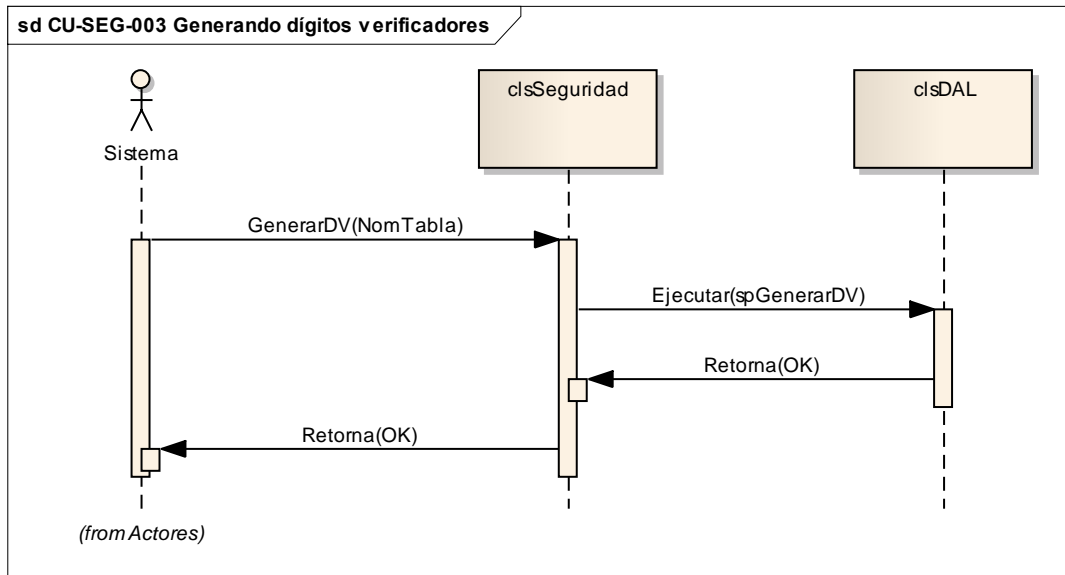 sd CU-SEG-003 Generando dígitos verificadores
clsSeguridad
clsDAL
Sistema
GenerarDV(NomTabla)
Ejecutar(spGenerarDV)
Retorna(OK)
Retorna(OK)
(from Actores)